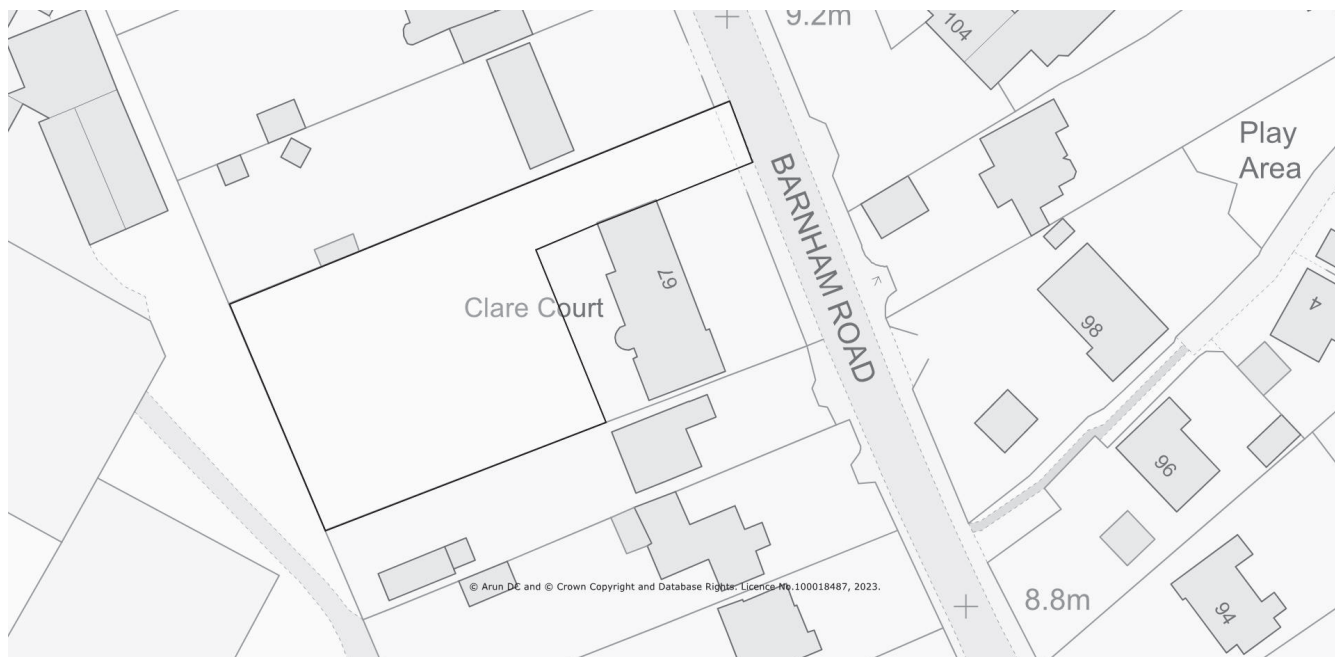 9.2m
104
Play
Area
BARNHAM ROAD
67
Clare Court
98
4
96
© Arun DC and © Crown Copyright and Database Rights. Licence No.100018487, 2023.
8.8m
94